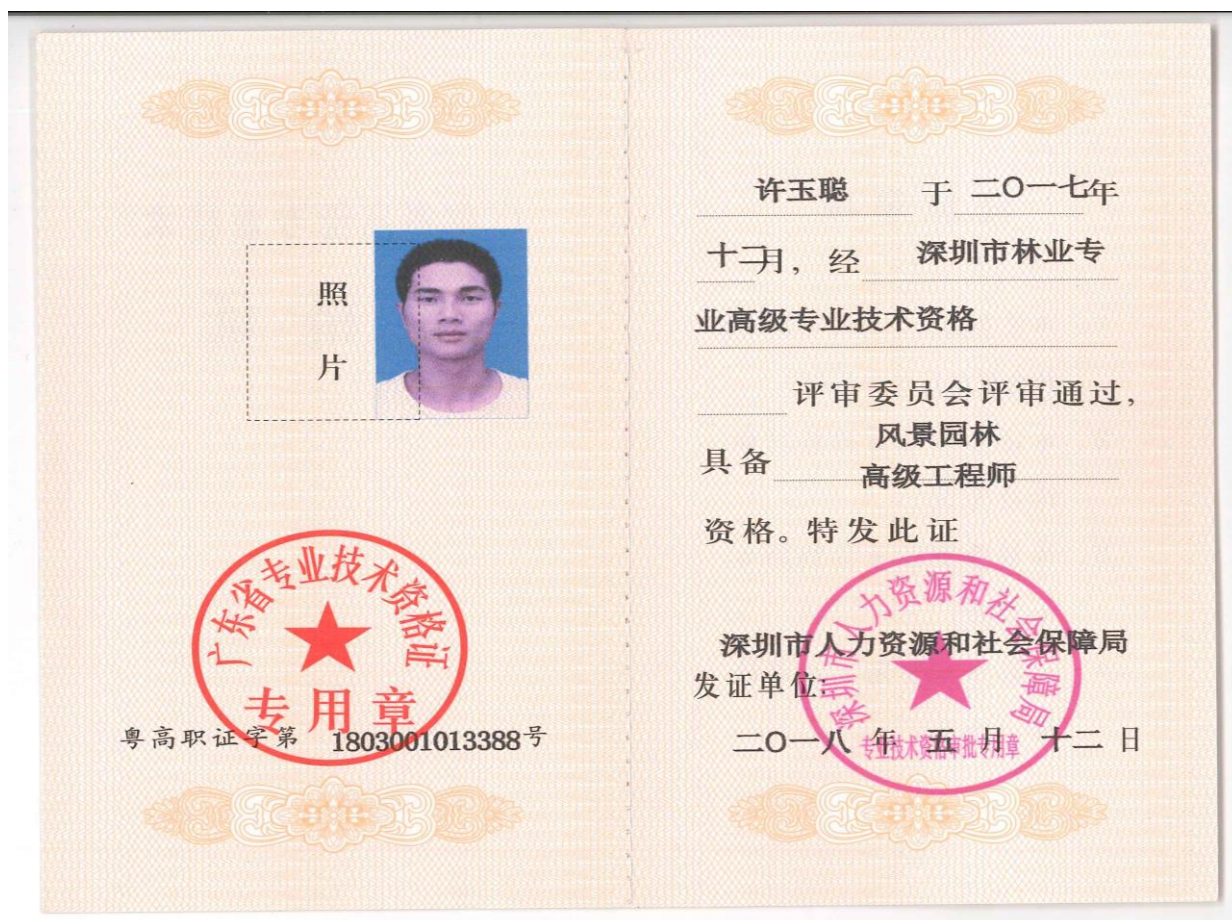 照
片
广东省专业技术资格证
专用章
粤高职证字第 1803001013388号
许玉聪 于 二〇一七年
十二月，经 深圳市林业专
业高级专业技术资格
评审委员会评审通过，
风景园林
具备 高级工程师
资格。特发此证
深圳市人力资源和社会保障局
深圳市人力资源和社会保障局
发证单位:
二〇一八 年 五 月 十二 日
专业技术资格审批专用章